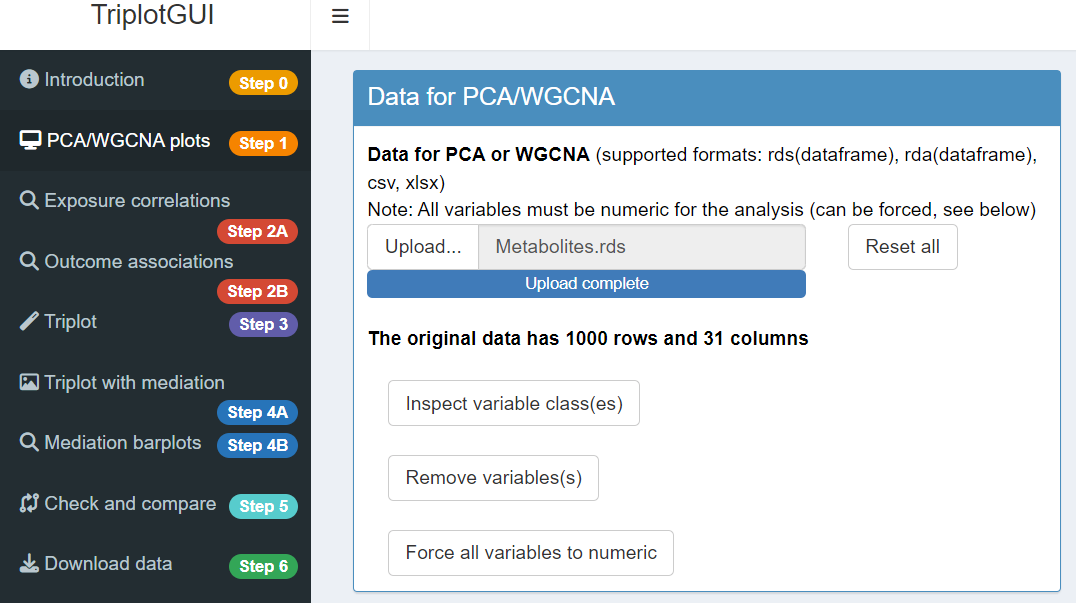 TriplotGUI
Introduction
Step 0
PCA/WGCNA plots
Step 1
Exposure correlations
Step 2A
Outcome associations
Step 2B
Triplot
Step 3
Triplot with mediation
Step 4A
Mediation barplots
Step 4B
Check and compare
Step 5
Download data
Step 6
Data for PCA/WGCNA
Data for PCA or WGCNA (supported formats: rds(dataframe), rda(dataframe),
csv, xlsx)
Note: All variables must be numeric for the analysis (can be forced, see below)
Upload...
Metabolites.rds
Reset all
Upload complete
The original data has 1000 rows and 31 columns
Inspect variable class(es)
Remove variables(s)
Force all variables to numeric